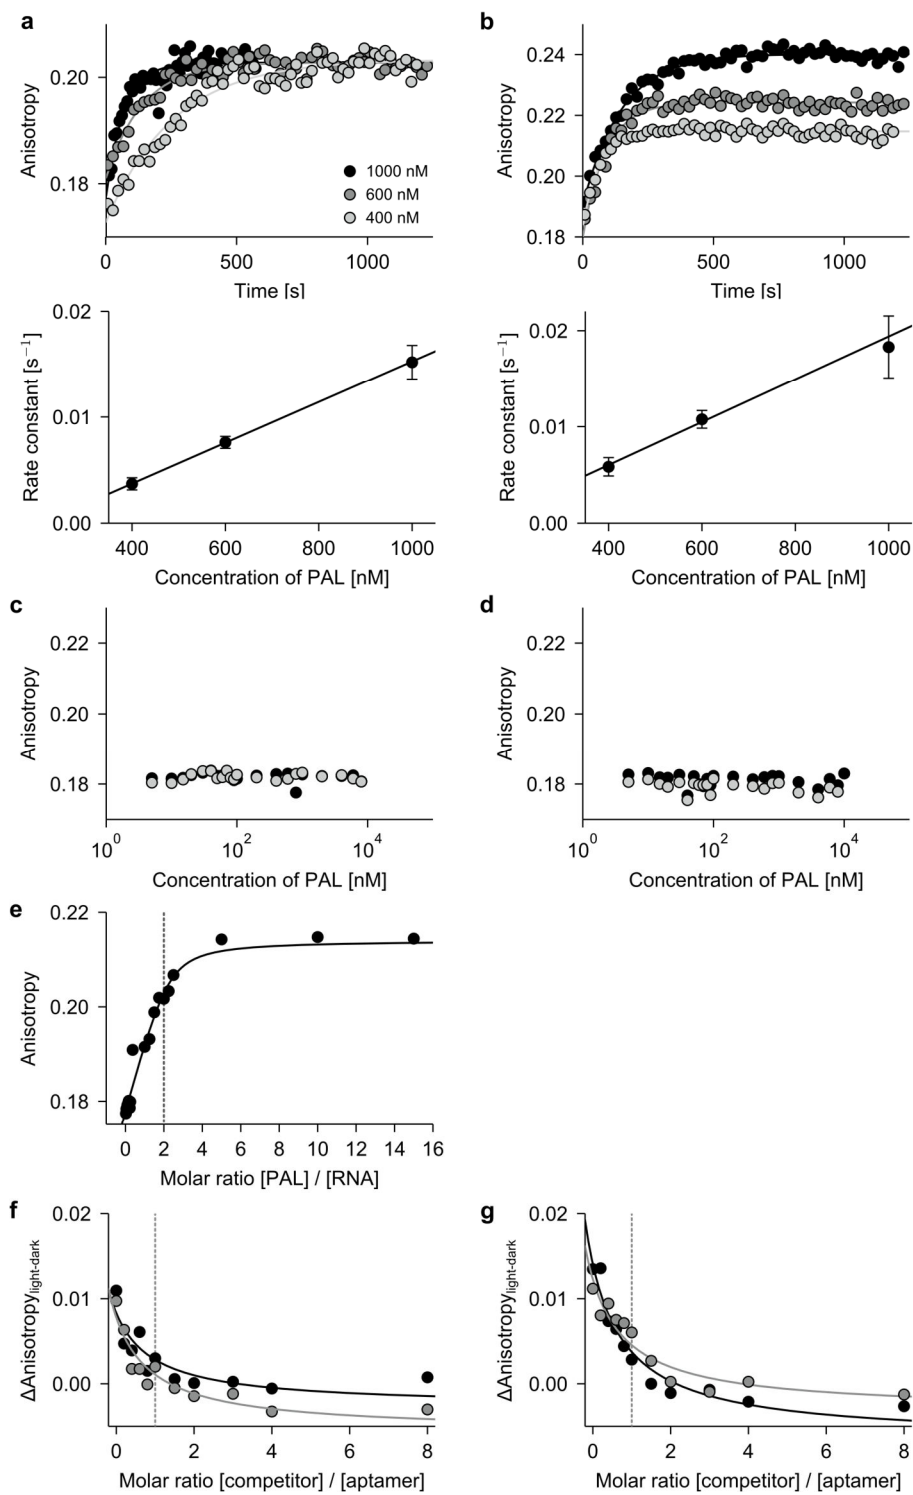 a
b
Anisotropy
0.20
0.18
1000 nM
600 nM
400 nM
0
500
1000
Time [s]
Anisotropy
0.24
0.22
0.20
0.18
0
500
1000
Time [s]
Rate constant [s⁻¹]
0.02
0.01
0.00
400
600
800
1000
Concentration of PAL [nM]
Rate constant [s⁻¹]
0.02
0.01
0.00
400
600
800
1000
Concentration of PAL [nM]
c
d
Anisotropy
0.22
0.20
0.18
10⁰
10²
10⁴
Concentration of PAL [nM]
Anisotropy
0.22
0.20
0.18
10⁰
10²
10⁴
Concentration of PAL [nM]
e
Anisotropy
0.22
0.20
0.18
0 2 4 6 8 10 12 14 16
Molar ratio [PAL] / [RNA]
f
g
ΔAnisotropy light-dark
0.02
0.01
0.00
0 2 4 6 8
Molar ratio [competitor] / [aptamer]
ΔAnisotropy light-dark
0.02
0.01
0.00
0 2 4 6 8
Molar ratio [competitor] / [aptamer]